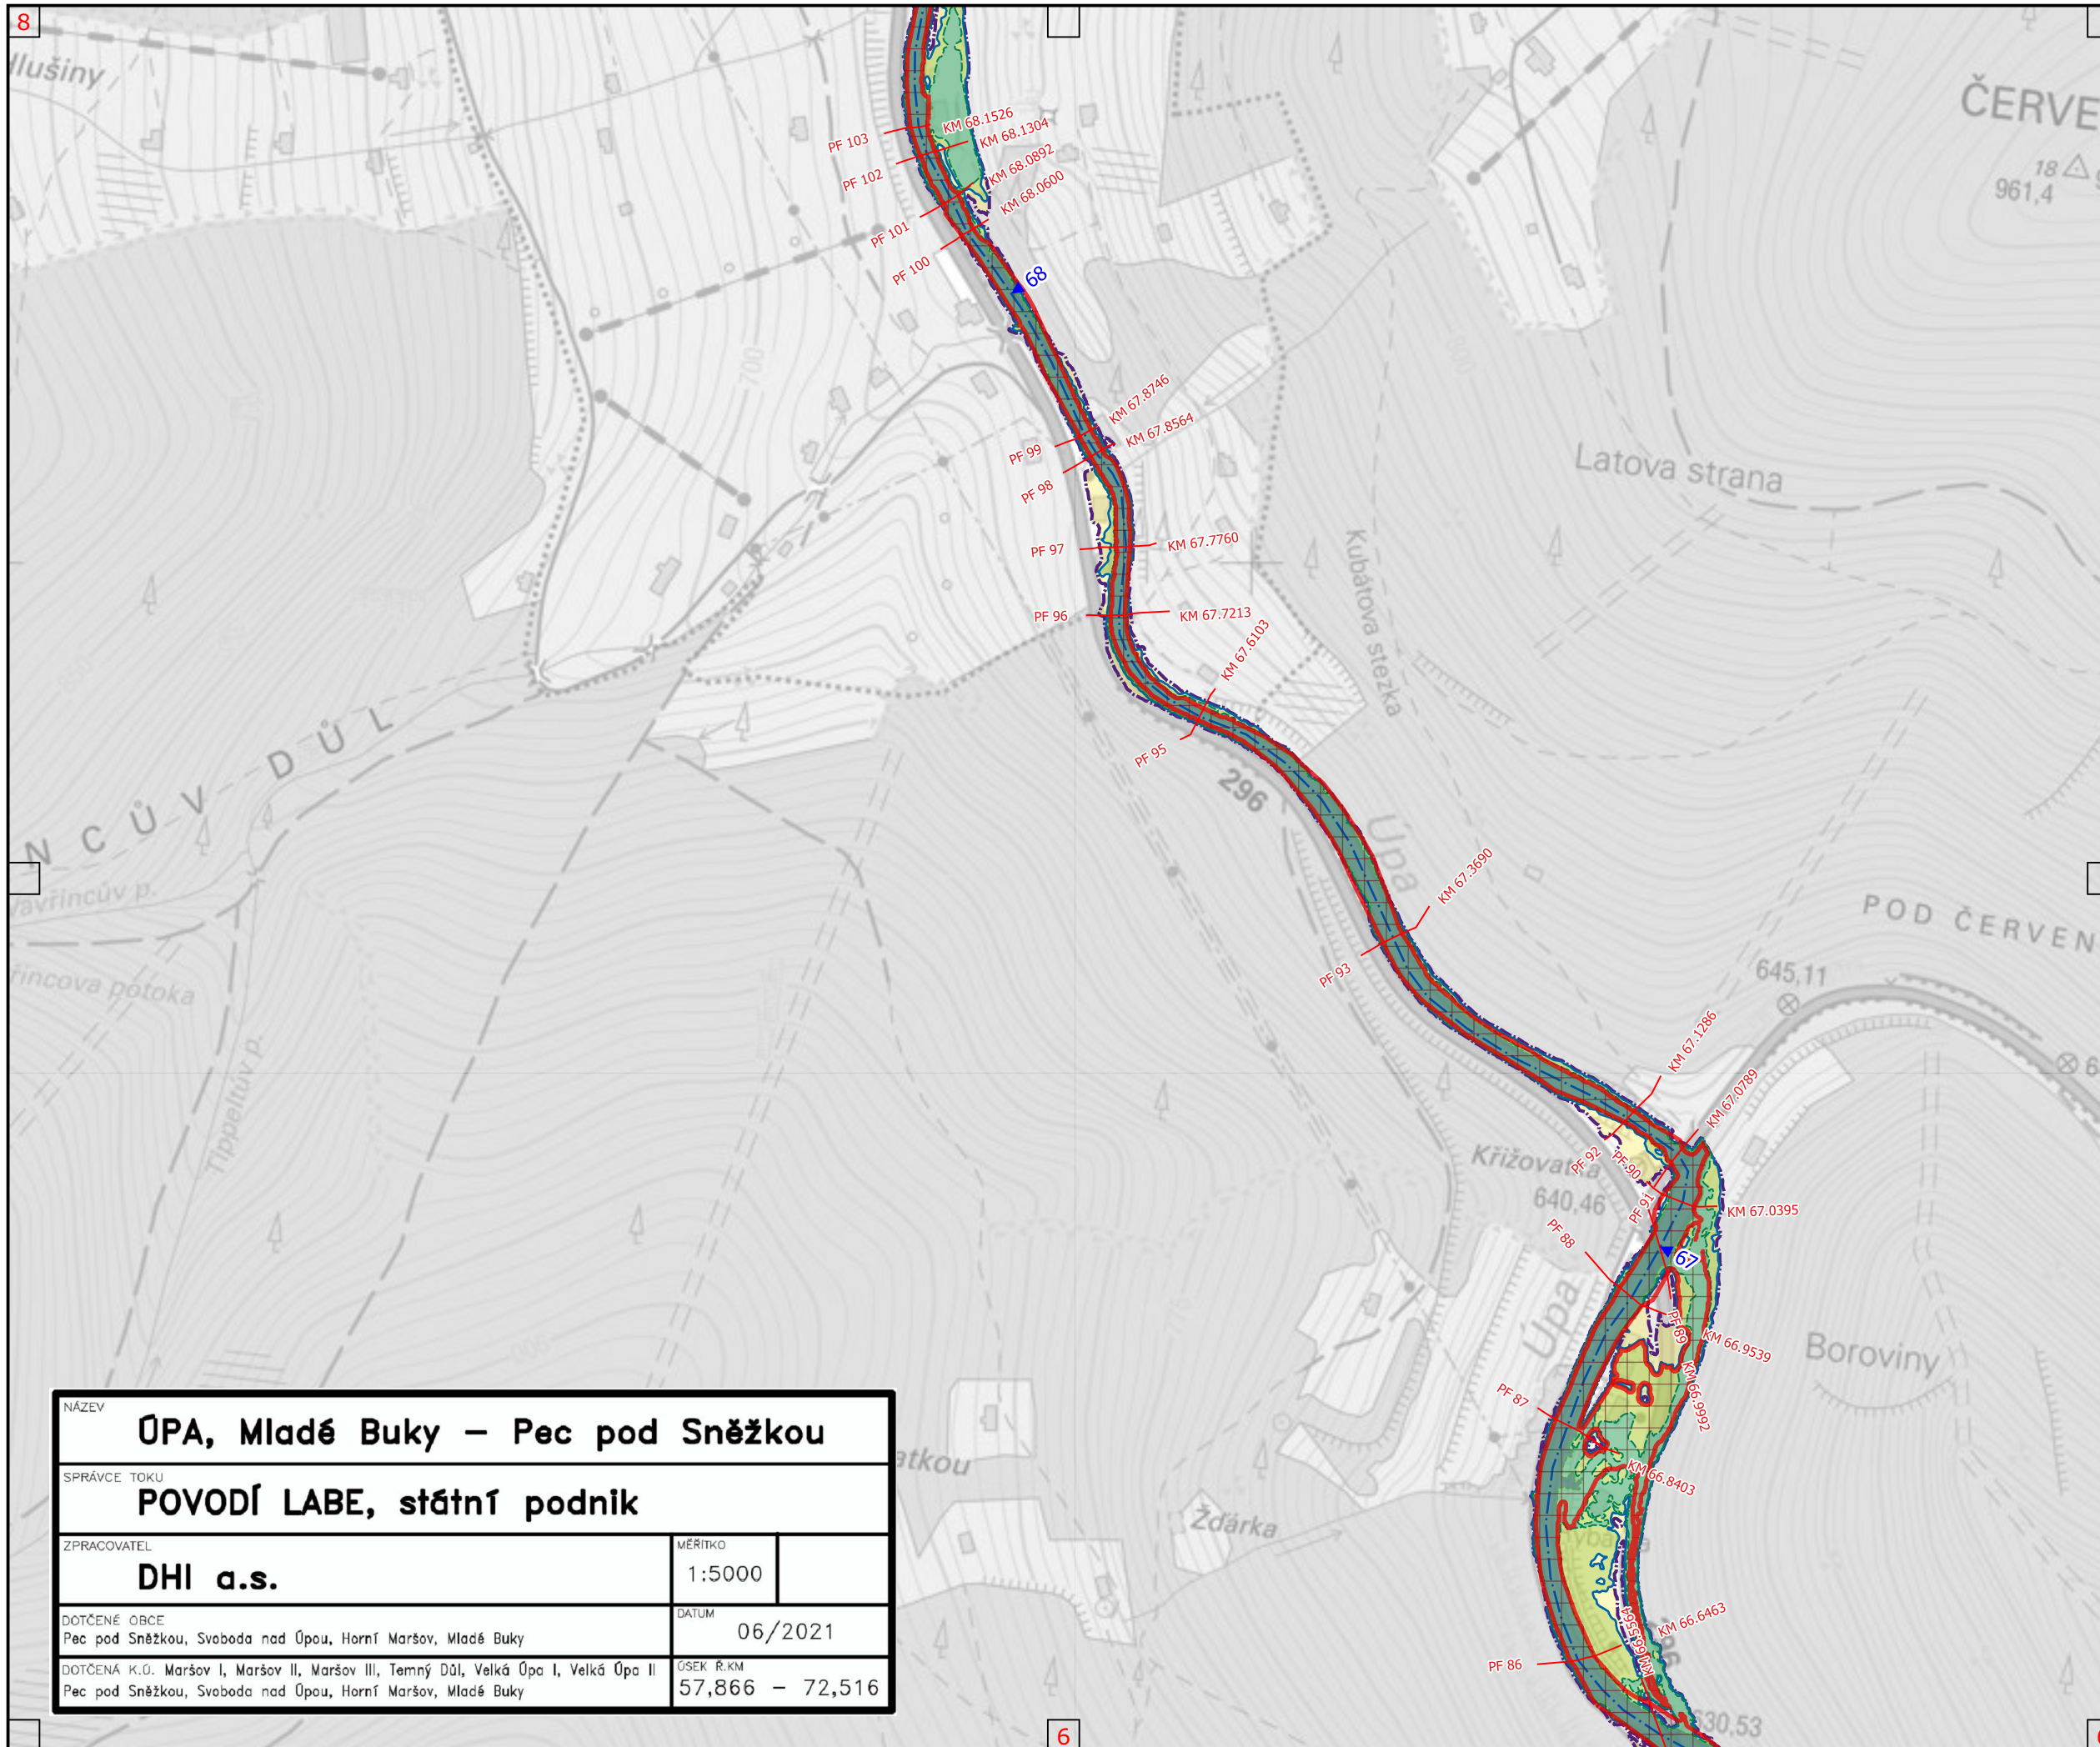 8
ČERVE
18
961,4
KM 68.1526
KM 68.1304
KM 68.0892
KM 68.0600
PF 103
PF 102
PF 101
PF 100
68
700
KM 67.8746
KM 67.8564
PF 99
PF 98
Latova strana
PF 97
KM 67.7760
Kubátova stezka
PF 96
KM 67.7213
KM 67.6103
PF 95
296
NCŮV DŮL
Úpa
KM 67.3690
PF 93
POD ČERVEN
645,11
Tippeltův p.
KM 67.1286
KM 67.0789
PF 92
PF 90
640,46
PF 91
KM 67.0395
PF 88
67
Úpa
PF 89
KM 66.9539
Boroviny
KM 66.9992
PF 87
KM 66.8403
atkou
Žďárka
KM 66.6463
KM 66.5564
PF 86
630,53
6
NÁZEV
ÚPA, Mladé Buky – Pec pod Sněžkou
SPRÁVCE TOKU
POVODÍ LABE, státní podnik
ZPRACOVATEL
DHI a.s.
MĚŘÍTKO
1:5000
DOTČENÉ OBCE
Pec pod Sněžkou, Svoboda nad Úpou, Horní Maršov, Mladé Buky
DATUM
06/2021
DOTČENÁ K.Ú. Maršov I, Maršov II, Maršov III, Temný Důl, Velká Úpa I, Velká Úpa II
Pec pod Sněžkou, Svoboda nad Úpou, Horní Maršov, Mladé Buky
ÚSEK Ř.KM
57,866 – 72,516